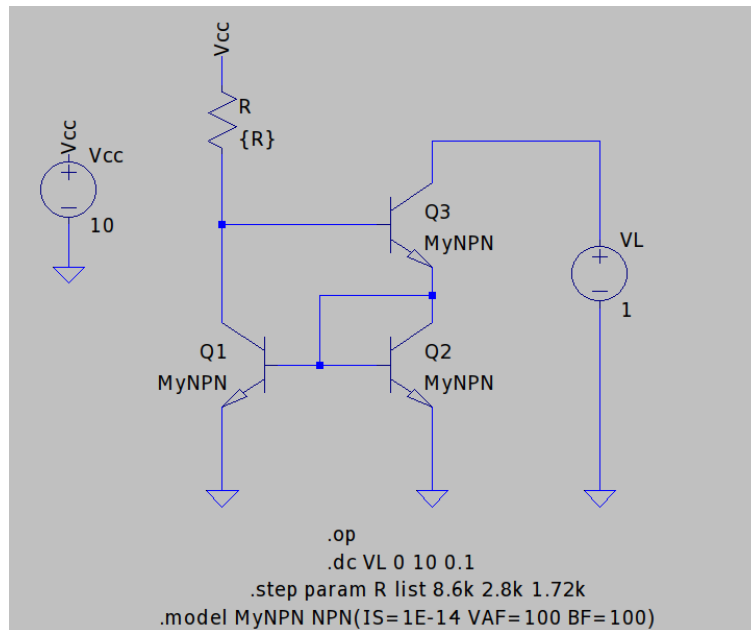 Vcc
R
{R}
Vcc
Vcc
10
Q3
MyNPN
VL
1
Q1
MyNPN
Q2
MyNPN
.op
.dc VL 0 10 0.1
.step param R list 8.6k 2.8k 1.72k
.model MyNPN NPN(IS=1E-14 VAF=100 BF=100)